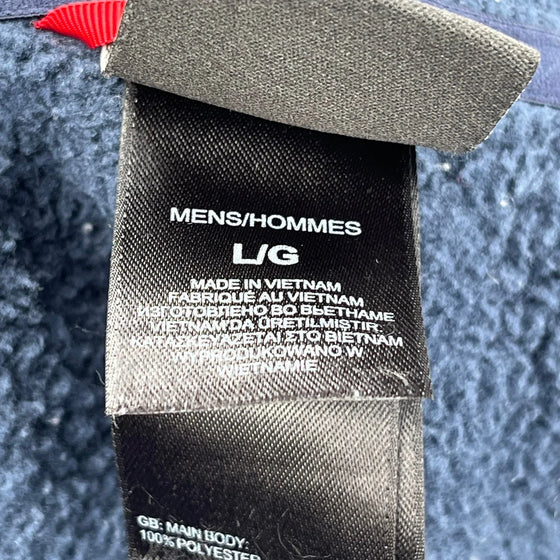 MENS/HOMMES
L/G
MADE IN VIETNAM
FABRIQUÉ AU VIETNAM
ИЗГОТОВЛЕНО ВО ВЬЕТНАМЕ
VIETNAM DA ÜRETILMIŞTIR.
ΚΑΤΑΣΚΕΥΑΖΕΤΑΙ ΣΤΟ ΒΙΕΤΝΑΜ
WYPRODUKOWANO W
WIETNAMIE
GB: MAIN BODY:
100% POLYESTER